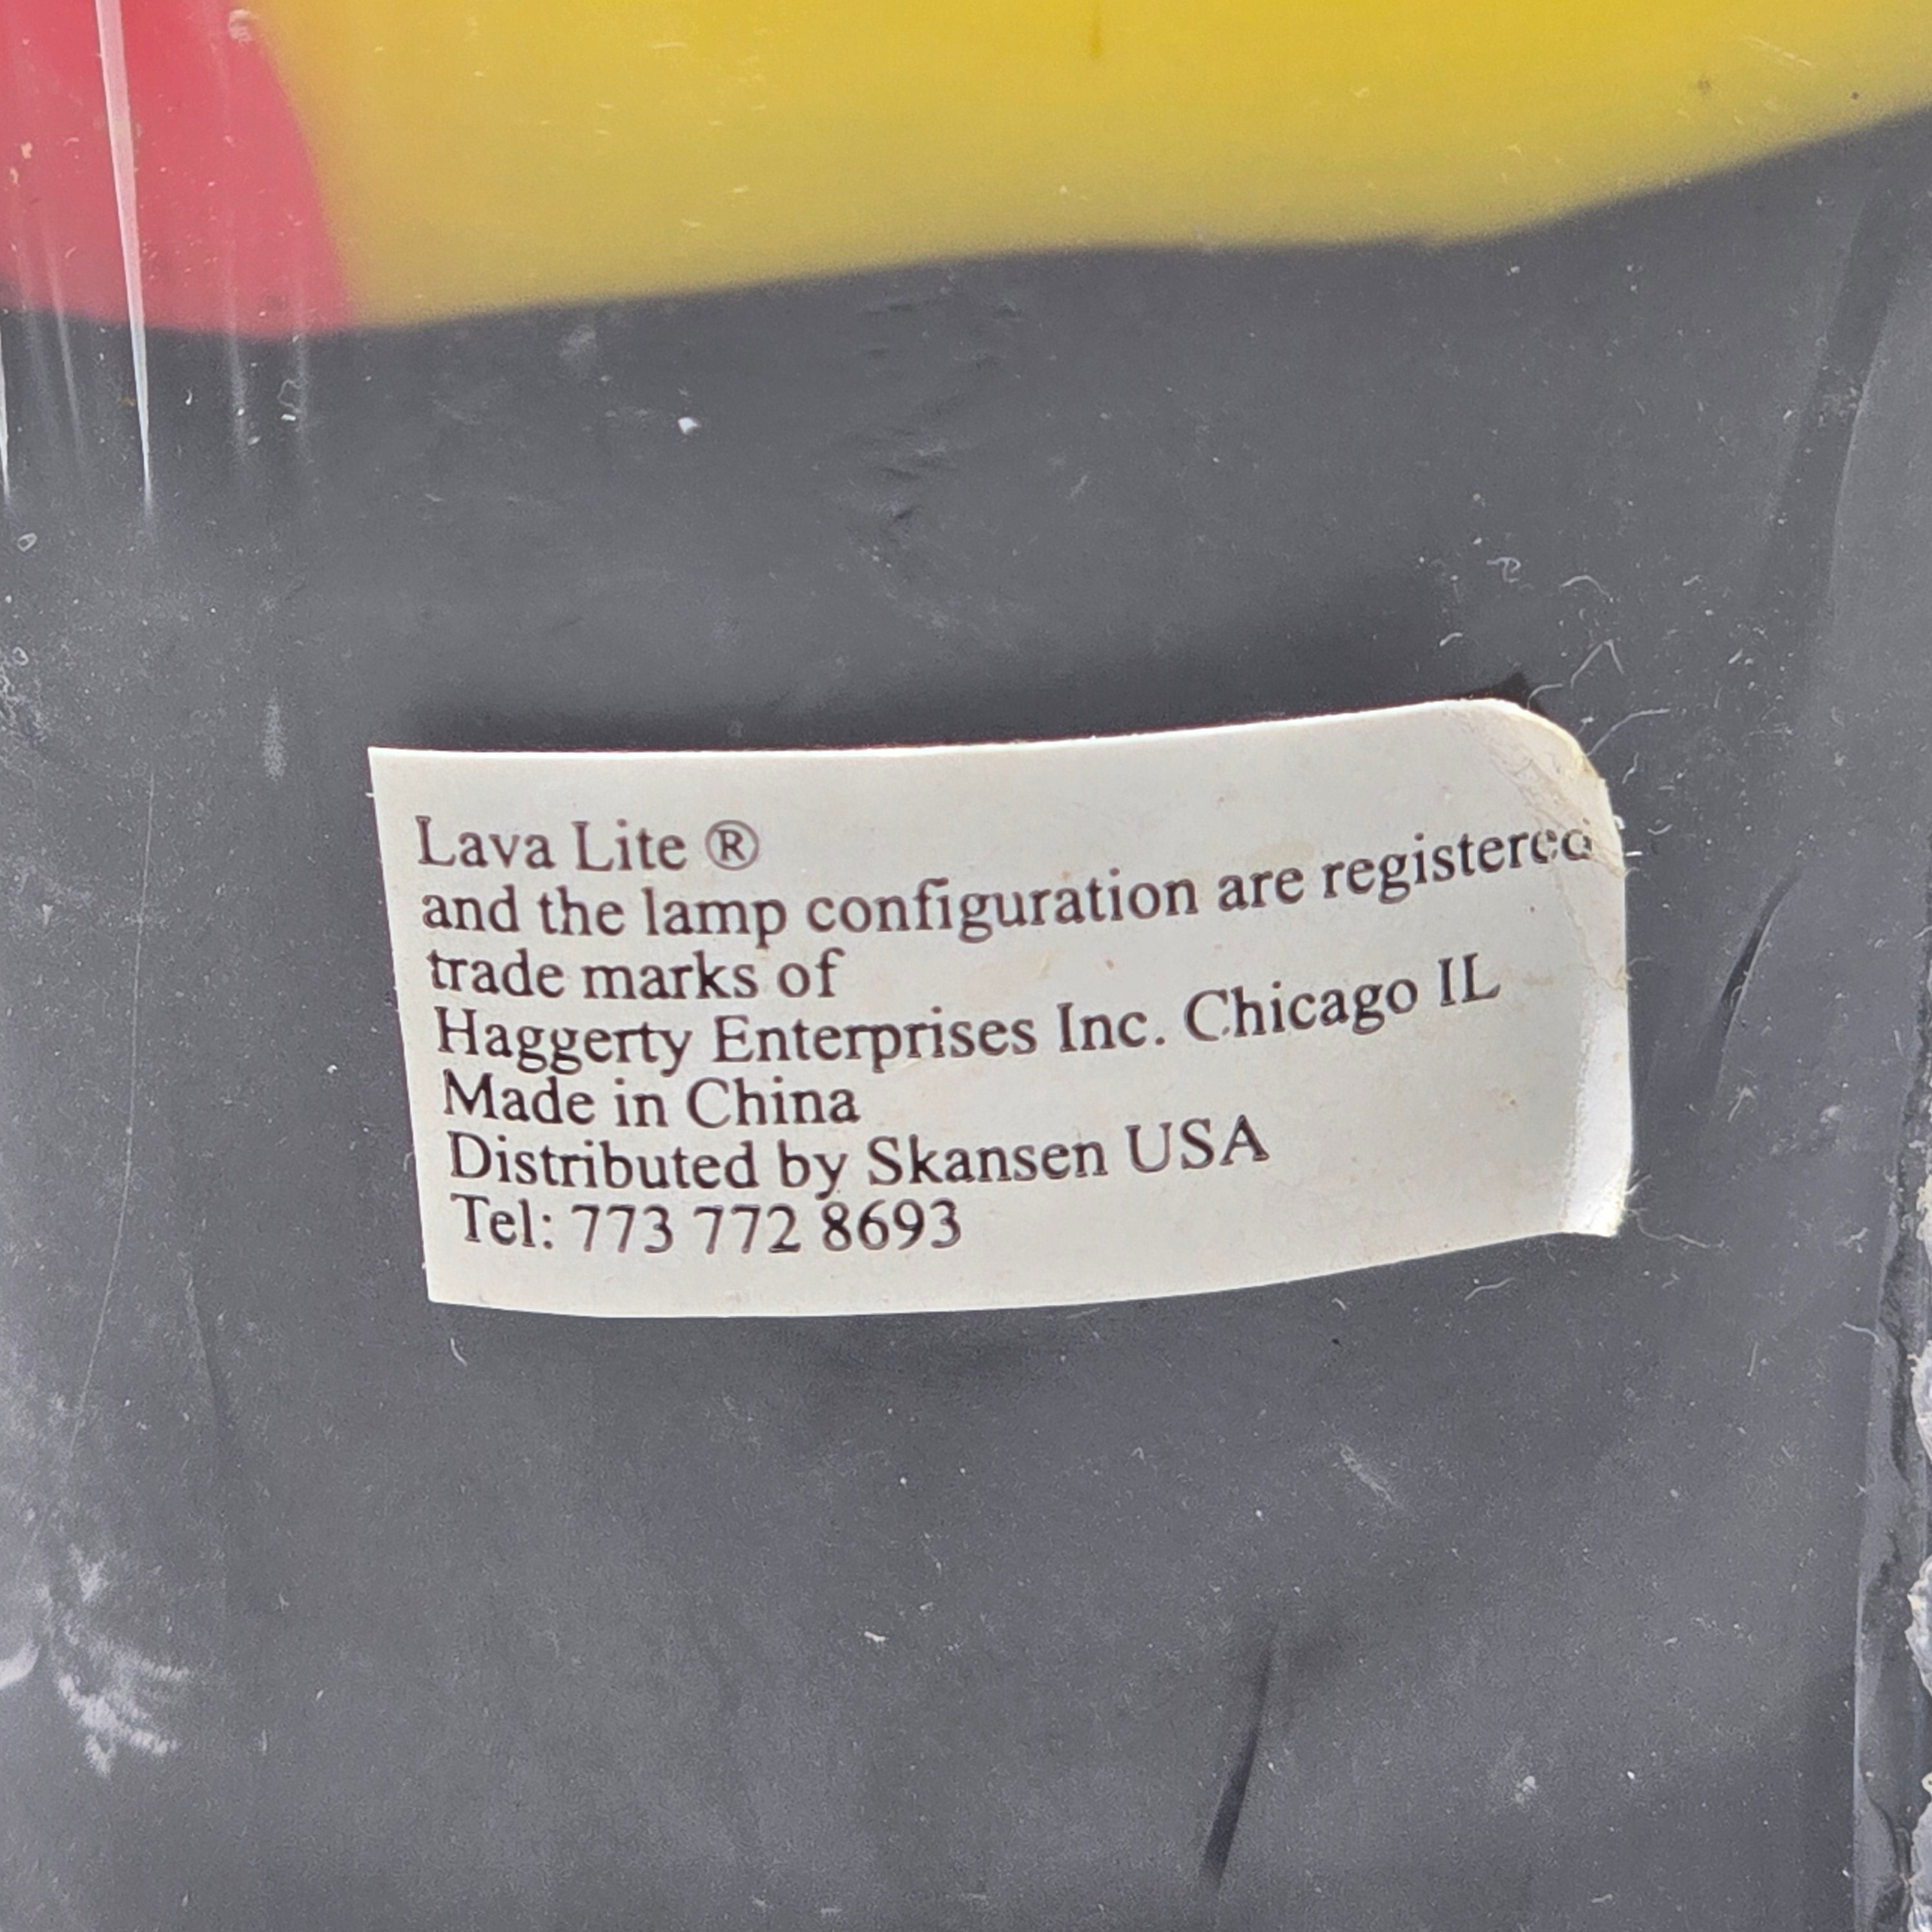 Lava Lite ®
and the lamp configuration are registered
trade marks of
Haggerty Enterprises Inc. Chicago IL
Made in China
Distributed by Skansen USA
Tel: 773 772 8693